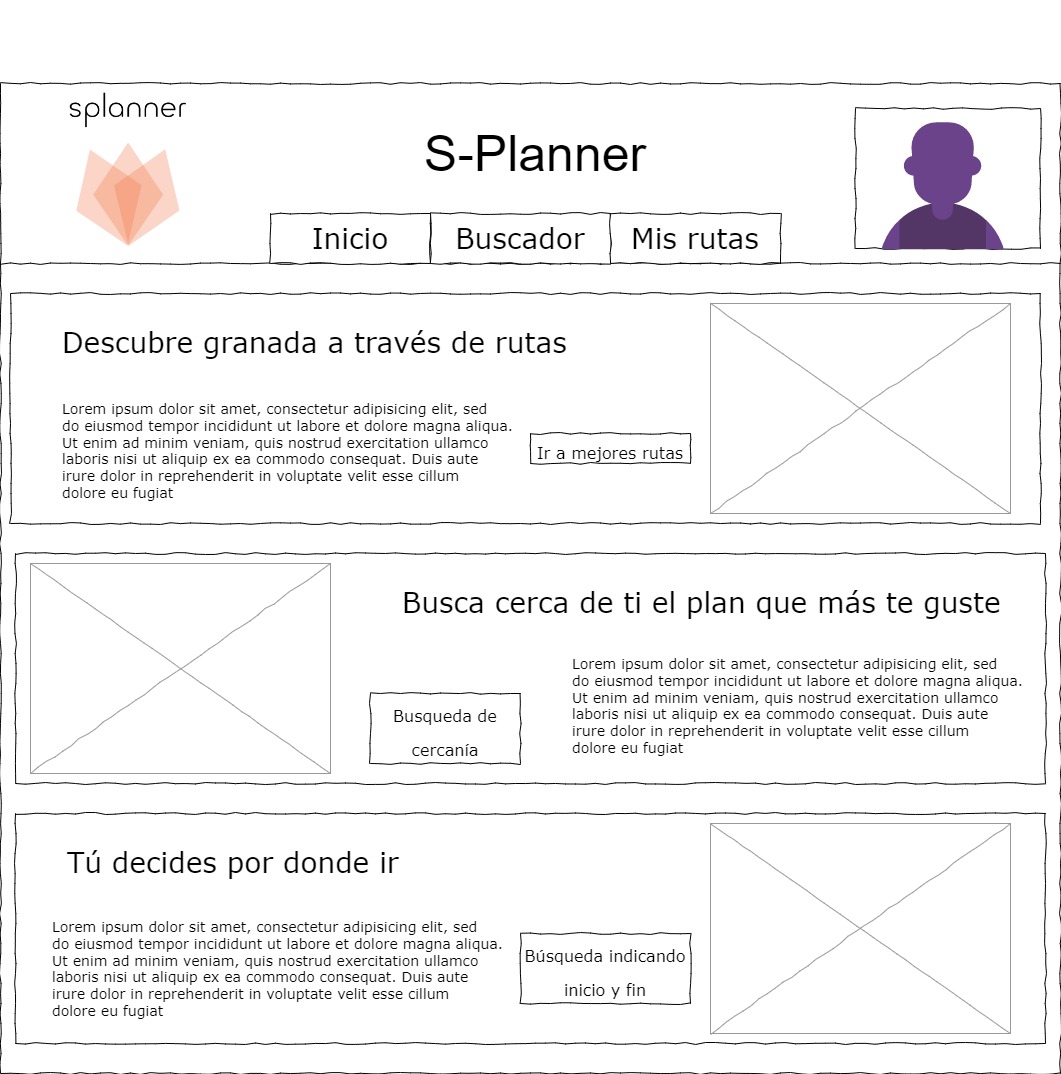 splanner
S-Planner
Inicio
Buscador
Mis rutas
Descubre granada a través de rutas
Lorem ipsum dolor sit amet, consectetur adipisicing elit, sed
do eiusmod tempor incididunt ut labore et dolore magna aliqua.
Ut enim ad minim veniam, quis nostrud exercitation ullamco
laboris nisi ut aliquip ex ea commodo consequat. Duis aute
irure dolor in reprehenderit in voluptate velit esse cillum
dolore eu fugiat
Ir a mejores rutas
Busca cerca de ti el plan que más te guste
Busqueda de
cercanía
Lorem ipsum dolor sit amet, consectetur adipisicing elit, sed
do eiusmod tempor incididunt ut labore et dolore magna aliqua.
Ut enim ad minim veniam, quis nostrud exercitation ullamco
laboris nisi ut aliquip ex ea commodo consequat. Duis aute
irure dolor in reprehenderit in voluptate velit esse cillum
dolore eu fugiat
Tú decides por donde ir
Lorem ipsum dolor sit amet, consectetur adipisicing elit, sed
do eiusmod tempor incididunt ut labore et dolore magna aliqua.
Ut enim ad minim veniam, quis nostrud exercitation ullamco
laboris nisi ut aliquip ex ea commodo consequat. Duis aute
irure dolor in reprehenderit in voluptate velit esse cillum
dolore eu fugiat
Búsqueda indicando
inicio y fin